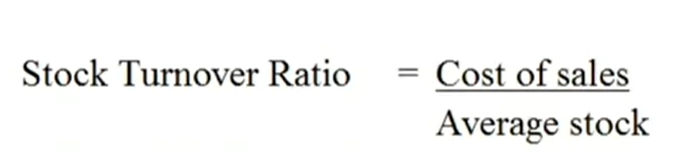 Stock Turnover Ratio = Cost of sales
Average stock